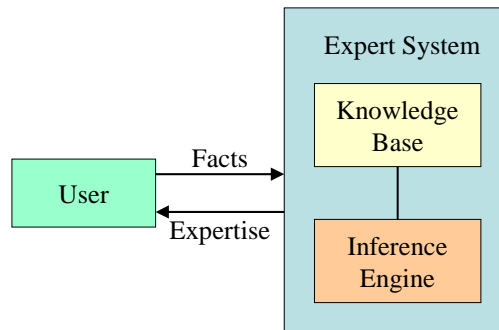 Expert System
Knowledge
Base
Facts
User
Expertise
Inference
Engine